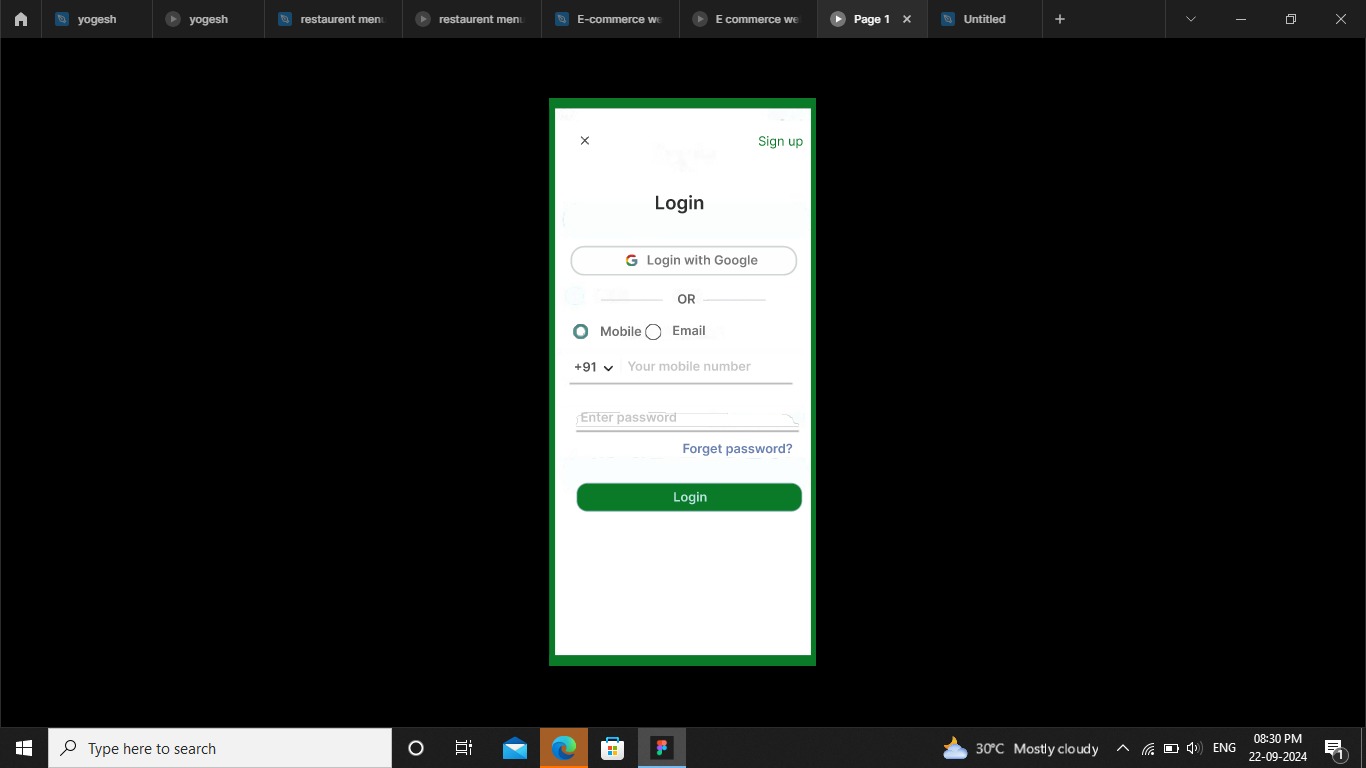 yogesh
yogesh
restaurent menu
restaurent menu
E-commerce we
E commerce we
Page 1
Untitled
Sign up
Login
Login with Google
OR
Mobile
Email
+91
Your mobile number
Enter password
Forget password?
Login
Type here to search
30°C Mostly cloudy
ENG
08:30 PM
22-09-2024
1